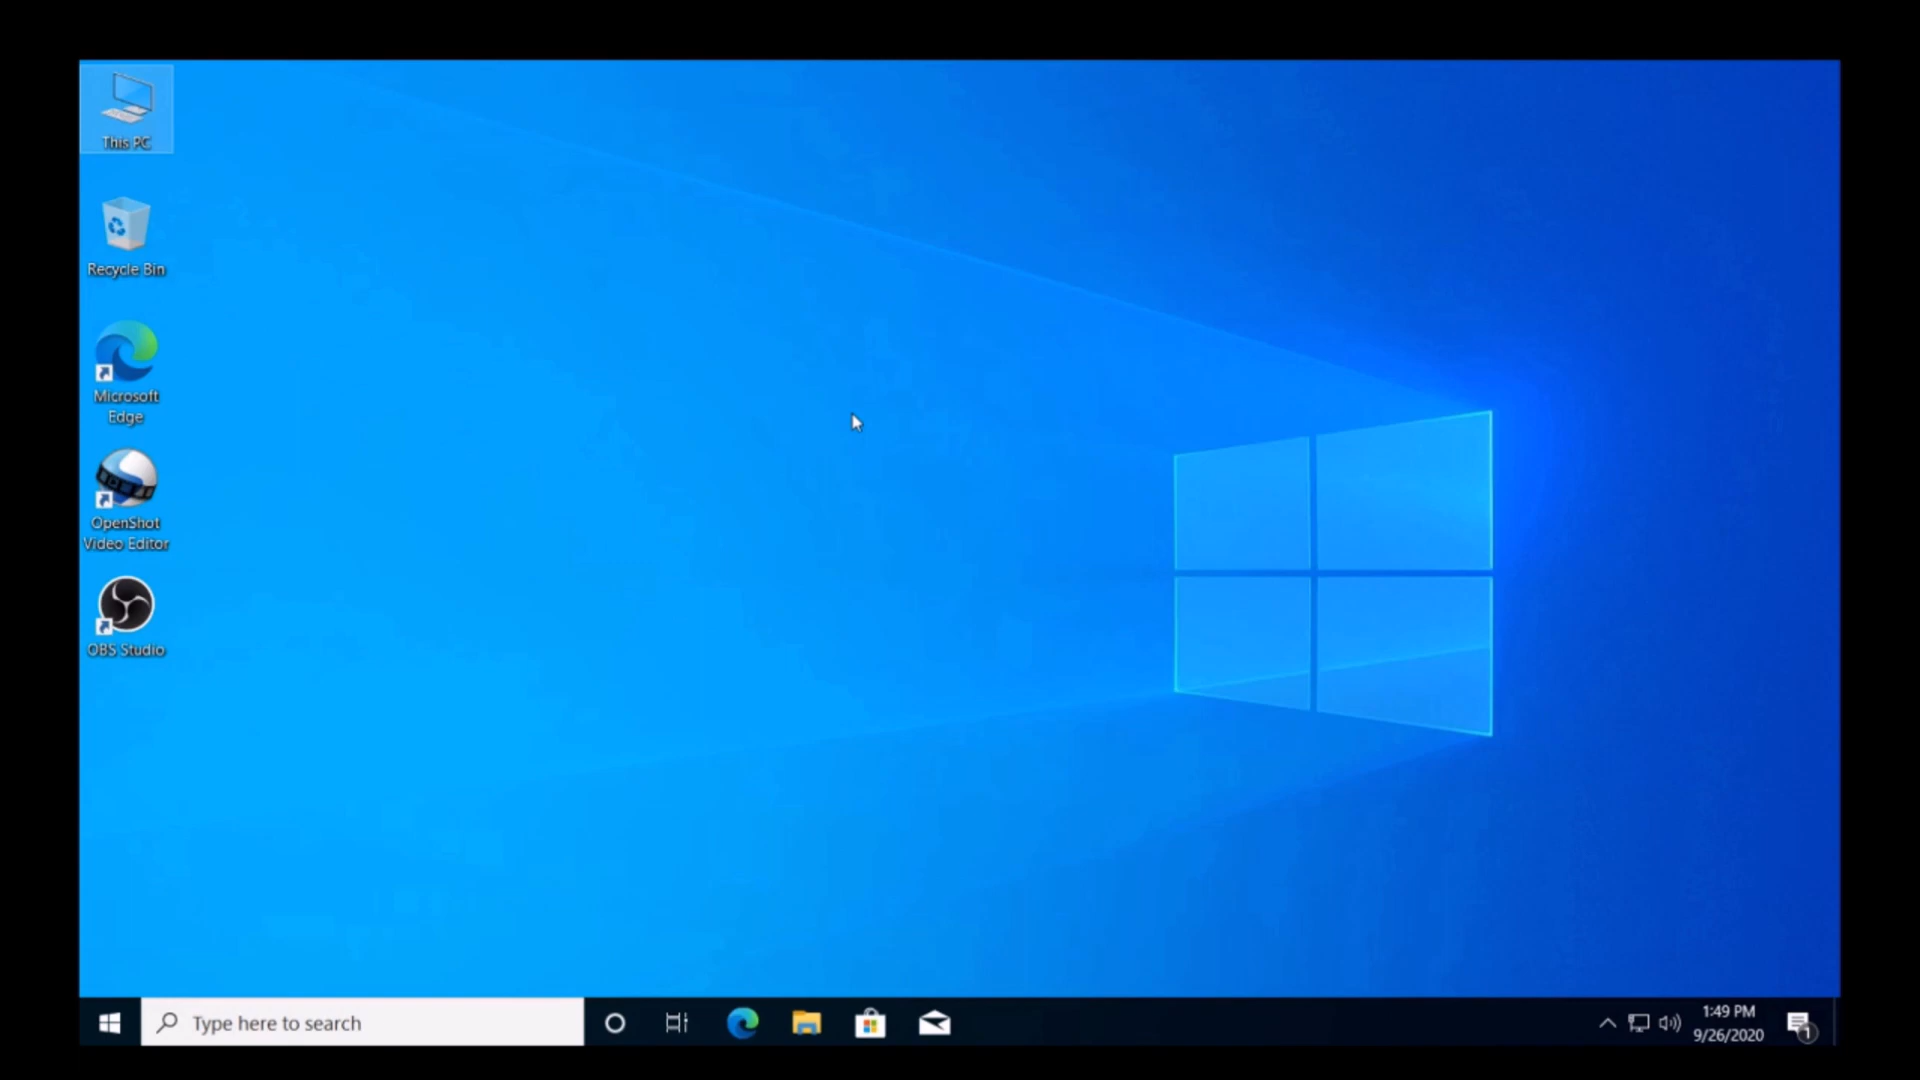 This PC
Recycle Bin
Microsoft
Edge
OpenShot
Video Editor
OBS Studio
Type here to search
1:49 PM
9/26/2020
1